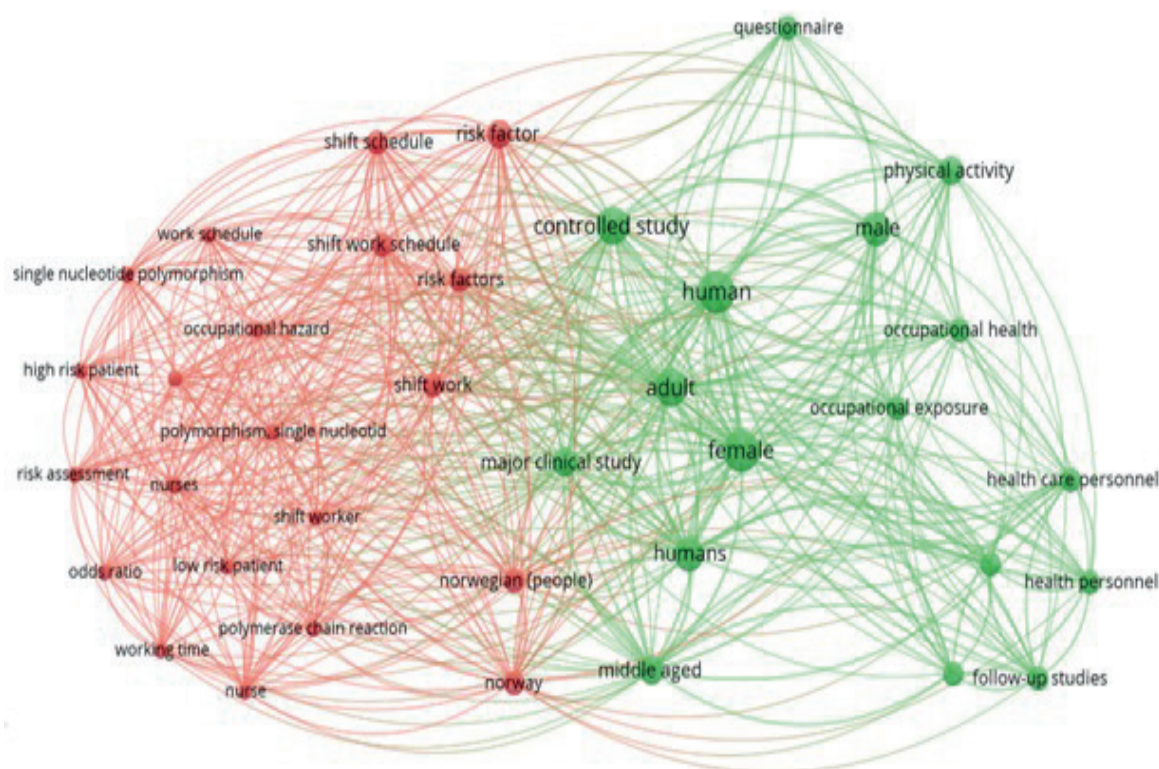 questionnaire
shift schedule
risk factor
physical activity
controlled study
male
work schedule
shift work schedule
single nucleotide polymorphism
risk factors
human
occupational hazard
occupational health
high risk patient
shift work
adult
occupational exposure
polymorphism, single nucleotid
female
major clinical study
risk assessment
nurses
health care personnel
shift worker
humans
low risk patient
odds ratio
norwegian (people)
health personnel
polymerase chain reaction
working time
middle aged
follow-up studies
nurse
norway